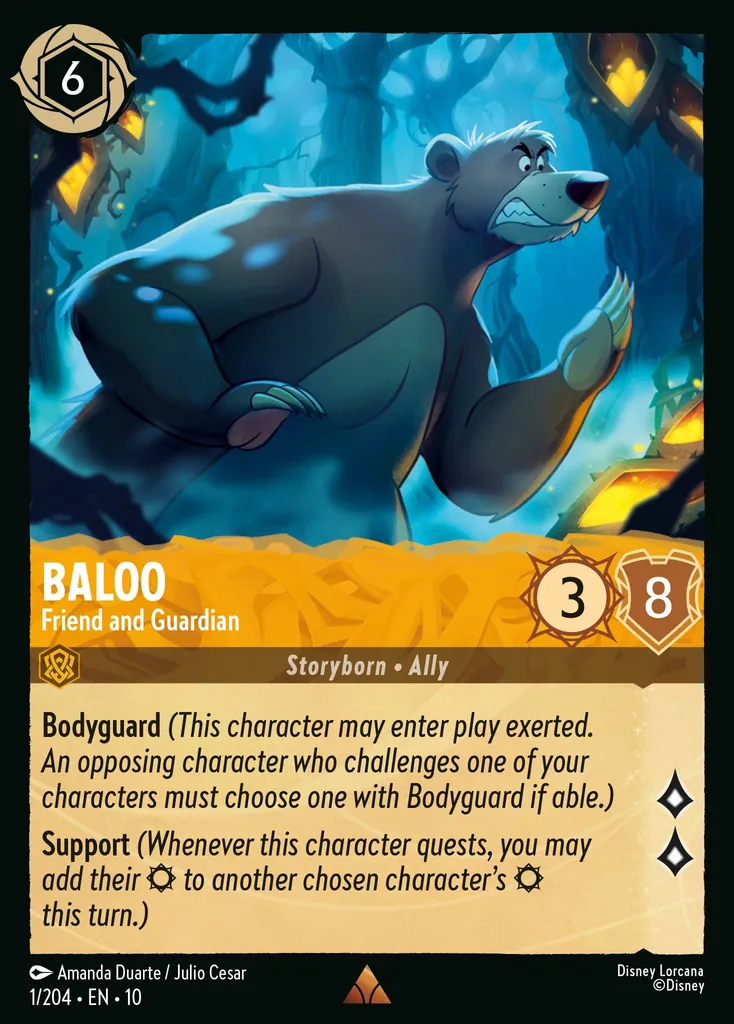 6
BALOO
Friend and Guardian
3
8
Storyborn • Ally
Bodyguard (This character may enter play exerted.
An opposing character who challenges one of your
characters must choose one with Bodyguard if able.)
Support (Whenever this character quests, you may
add their to another chosen character's
this turn.)
Amanda Duarte / Julio Cesar
1/204 • EN • 10
Disney Lorcana
©Disney